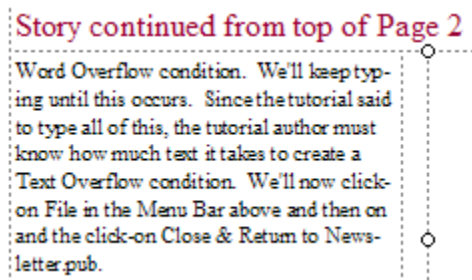 Story continued from top of Page 2
Word Overflow condition.  We'll keep typ-
ing until this occurs.  Since the tutorial said
to type all of this, the tutorial author must
know how much text it takes to create a
Text Overflow condition.  We'll now click-
on File in the Menu Bar above and then on
and the click-on Close & Return to News-
letter.pub.